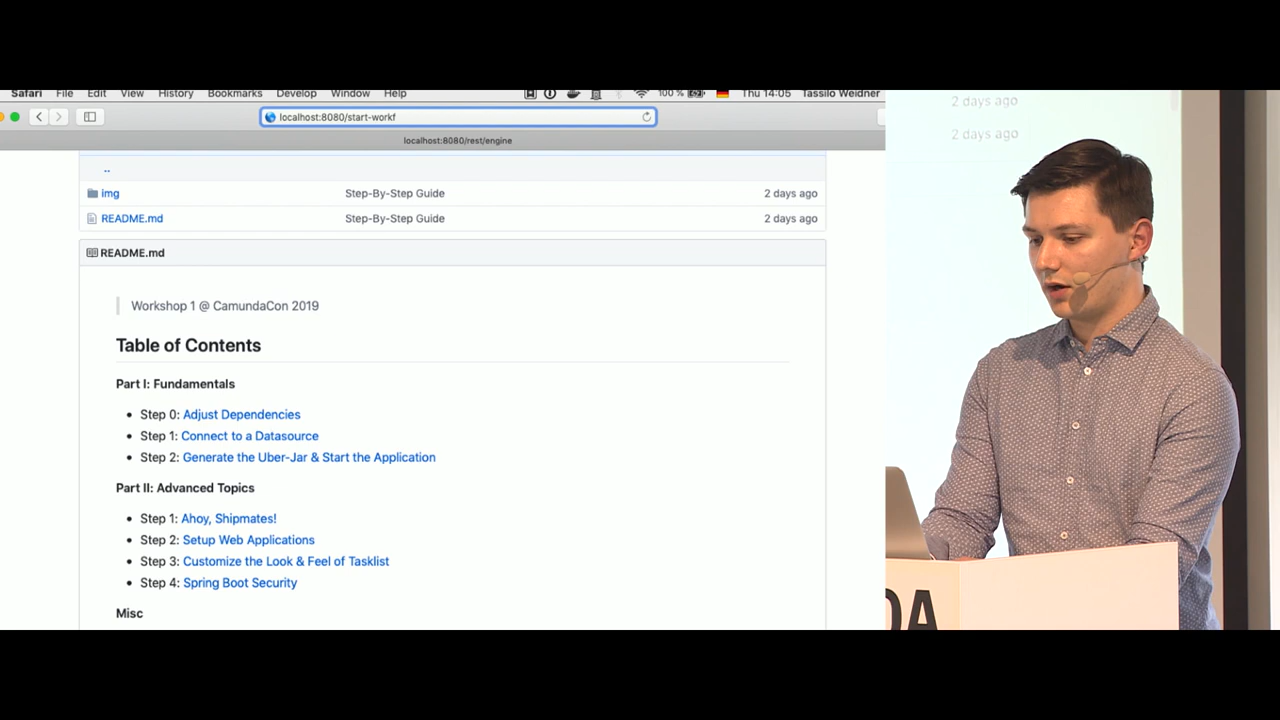 Safari File Edit View History Bookmarks Develop Window Help 100 % Thu 14:05 Tassilo Weidner
localhost:8080/start-workf
localhost:8080/rest/engine
..
img Step-By-Step Guide 2 days ago
README.md Step-By-Step Guide 2 days ago
README.md
Workshop 1 @ CamundaCon 2019
Table of Contents
Part I: Fundamentals
• Step 0: Adjust Dependencies
• Step 1: Connect to a Datasource
• Step 2: Generate the Uber-Jar & Start the Application
Part II: Advanced Topics
• Step 1: Ahoy, Shipmates!
• Step 2: Setup Web Applications
• Step 3: Customize the Look & Feel of Tasklist
• Step 4: Spring Boot Security
Misc
2 days ago
2 days ago
DA